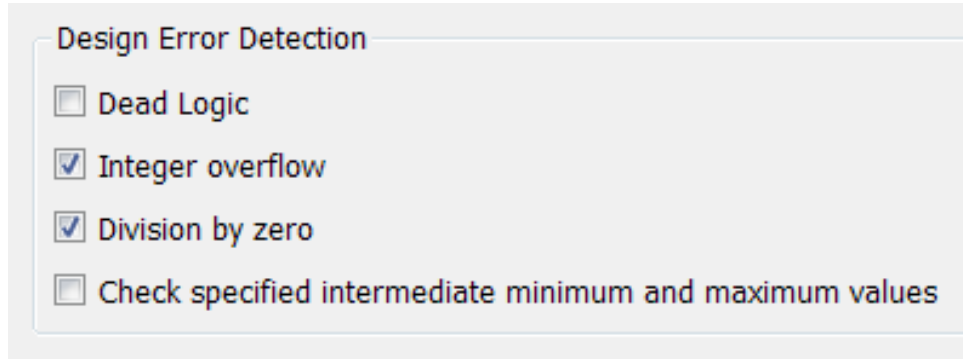 Design Error Detection
Dead Logic
Integer overflow
Division by zero
Check specified intermediate minimum and maximum values